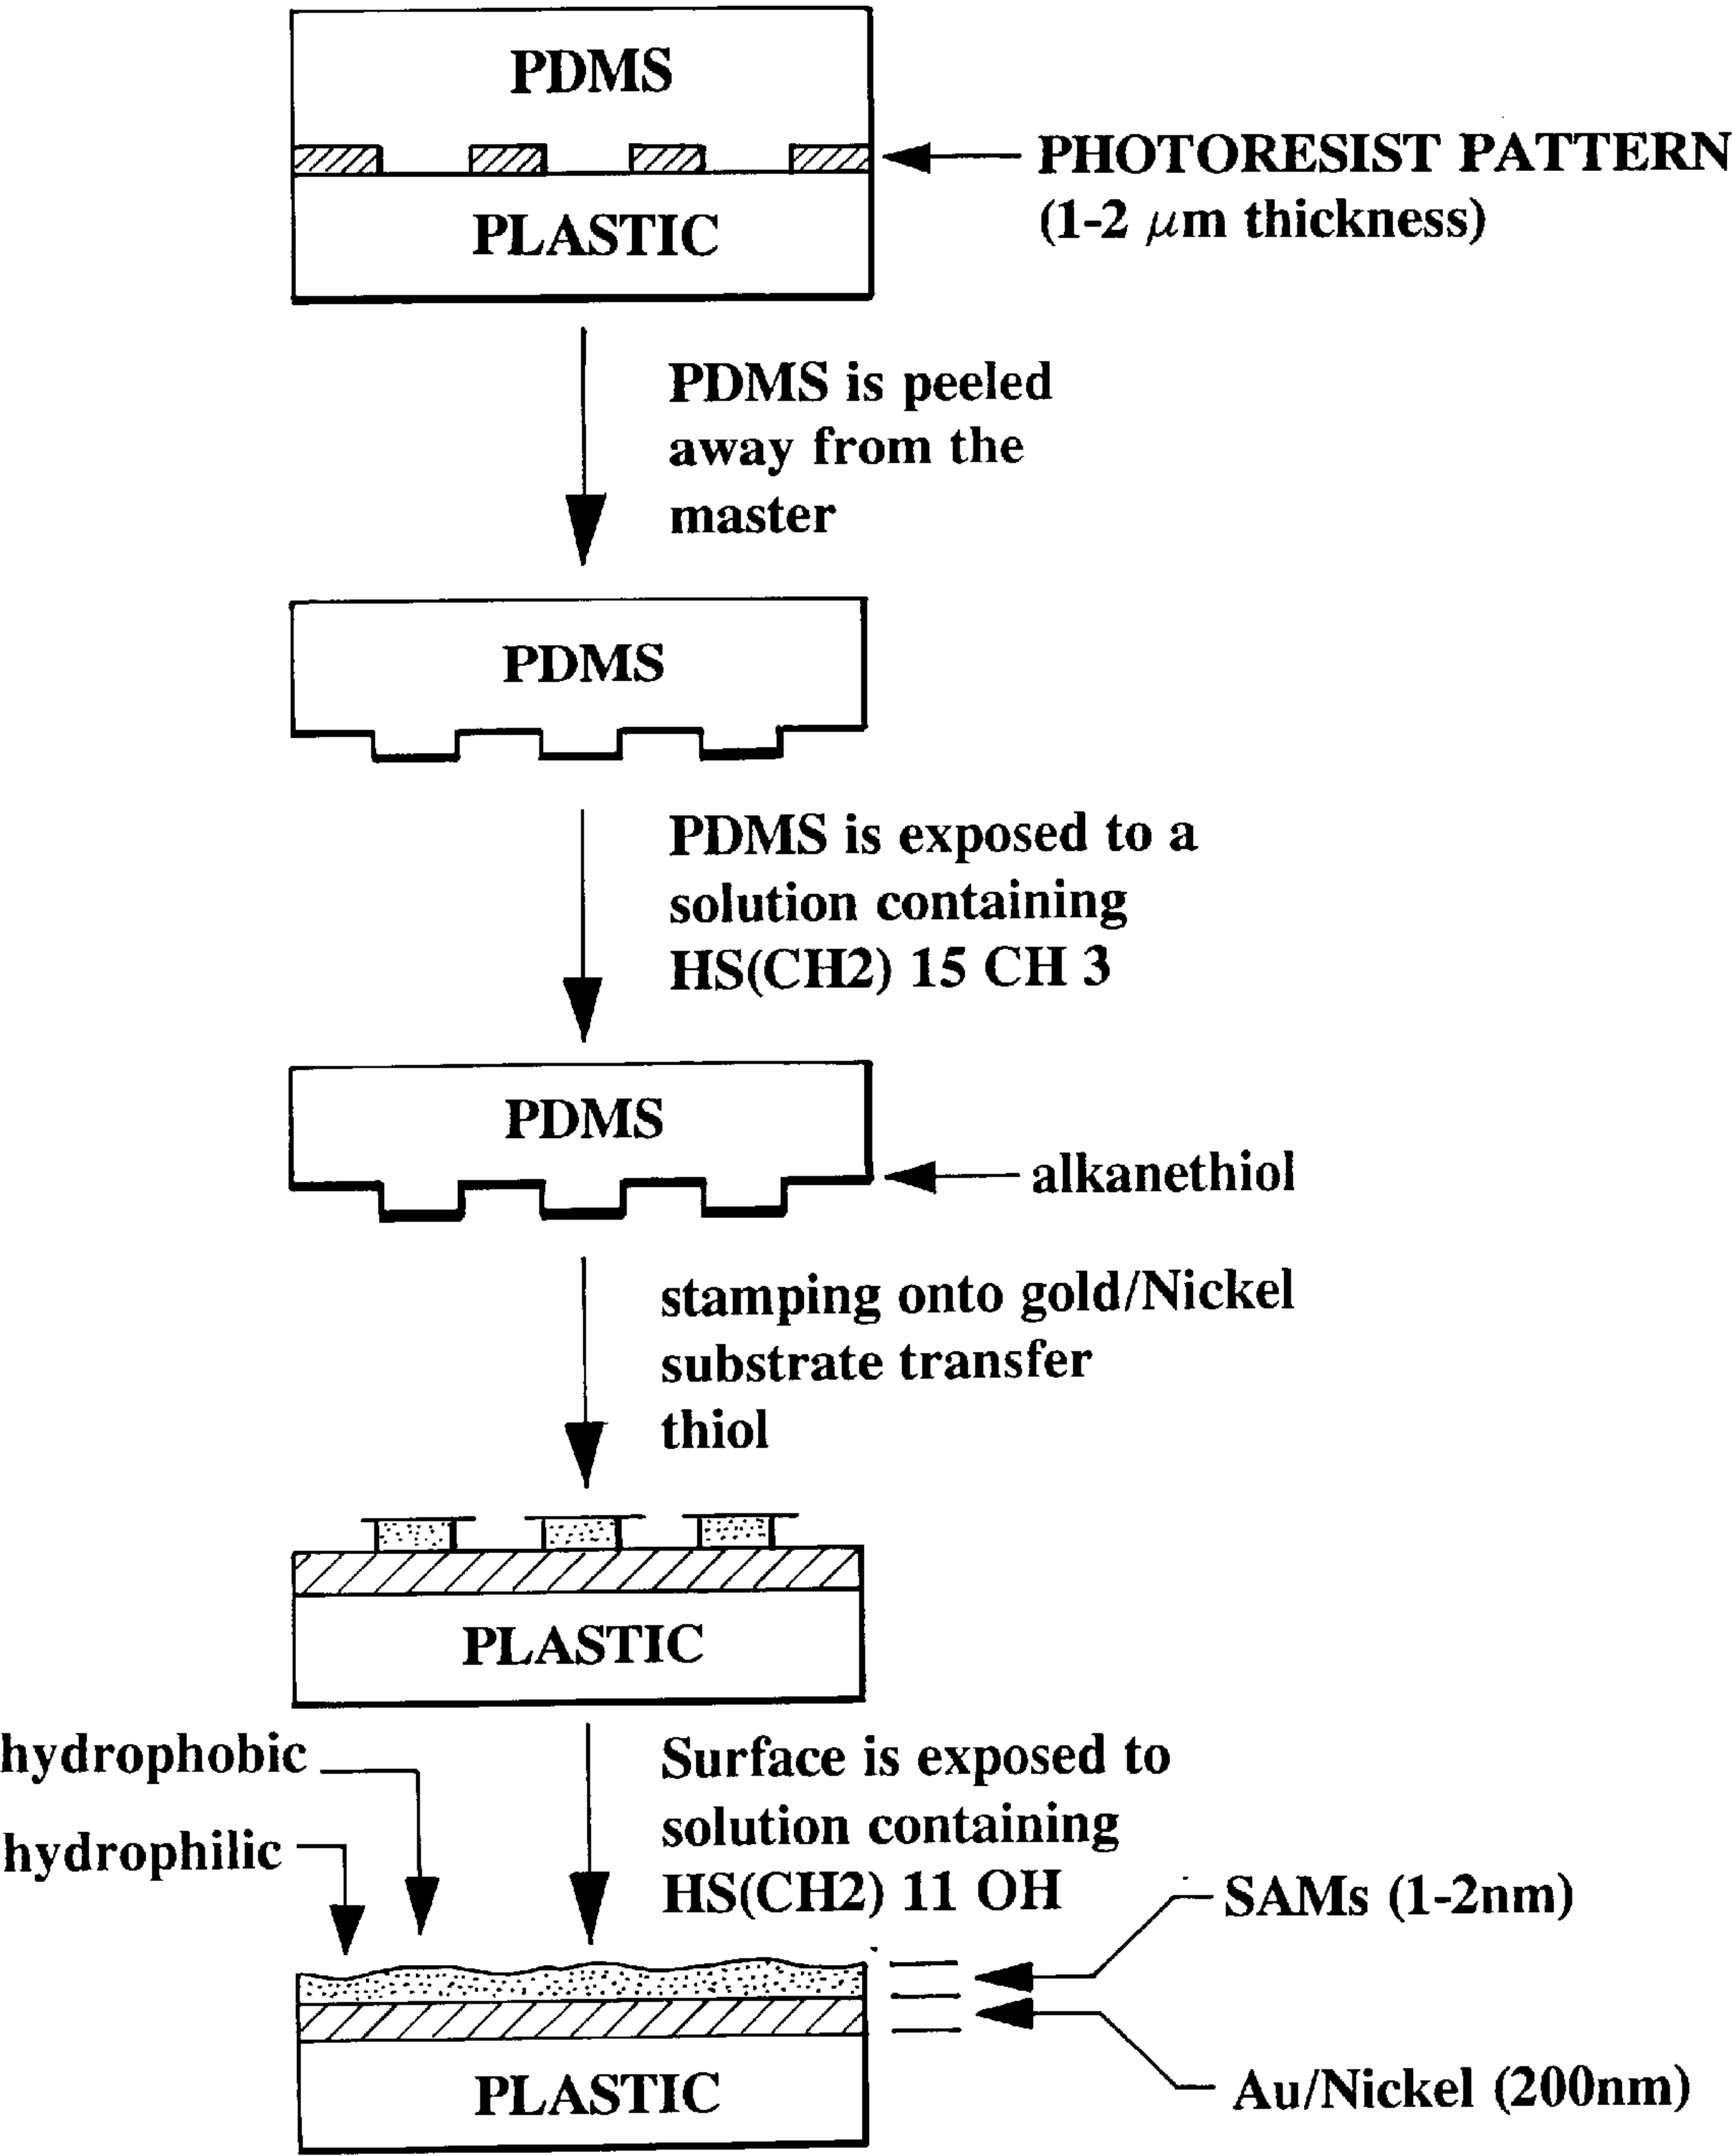 PDMS
PHOTORESIST PATTERN
(1-2 μm thickness)
PLASTIC
PDMS is peeled
away from the
master
PDMS
PDMS is exposed to a
solution containing
HS(CH2) 15 CH 3
PDMS
alkanethiol
stamping onto gold/Nickel
substrate transfer
thiol
PLASTIC
hydrophobic
hydrophilic
Surface is exposed to
solution containing
HS(CH2) 11 OH
SAMs (1-2nm)
PLASTIC
Au/Nickel (200nm)